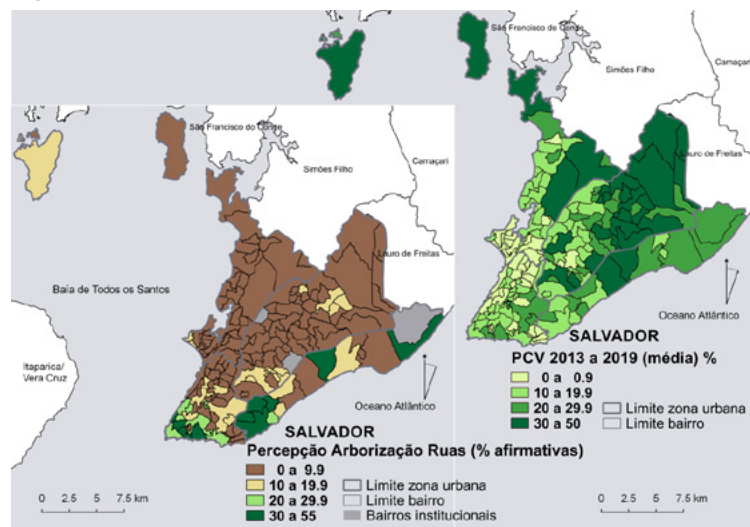 São Francisco do Conde
Camaçari
Simões Filho
Lauro de Freitas
Oceano Atlântico
SALVADOR
PCV 2013 a 2019 (média) %
0 a 0.9
10 a 19.9
20 a 29.9
30 a 50
Limite zona urbana
Limite bairro
0 2.5 5 7.5 km
São Francisco do Conde
Simões Filho
Camaçari
Lauro de Freitas
Baía de Todos os Santos
Itaparica/
Vera Cruz
Oceano Atlântico
SALVADOR
Percepção Arborização Ruas (% afirmativas)
0 a 9.9
10 a 19.9
20 a 29.9
30 a 55
Limite zona urbana
Limite bairro
Bairros institucionais
0 2.5 5 7.5 km